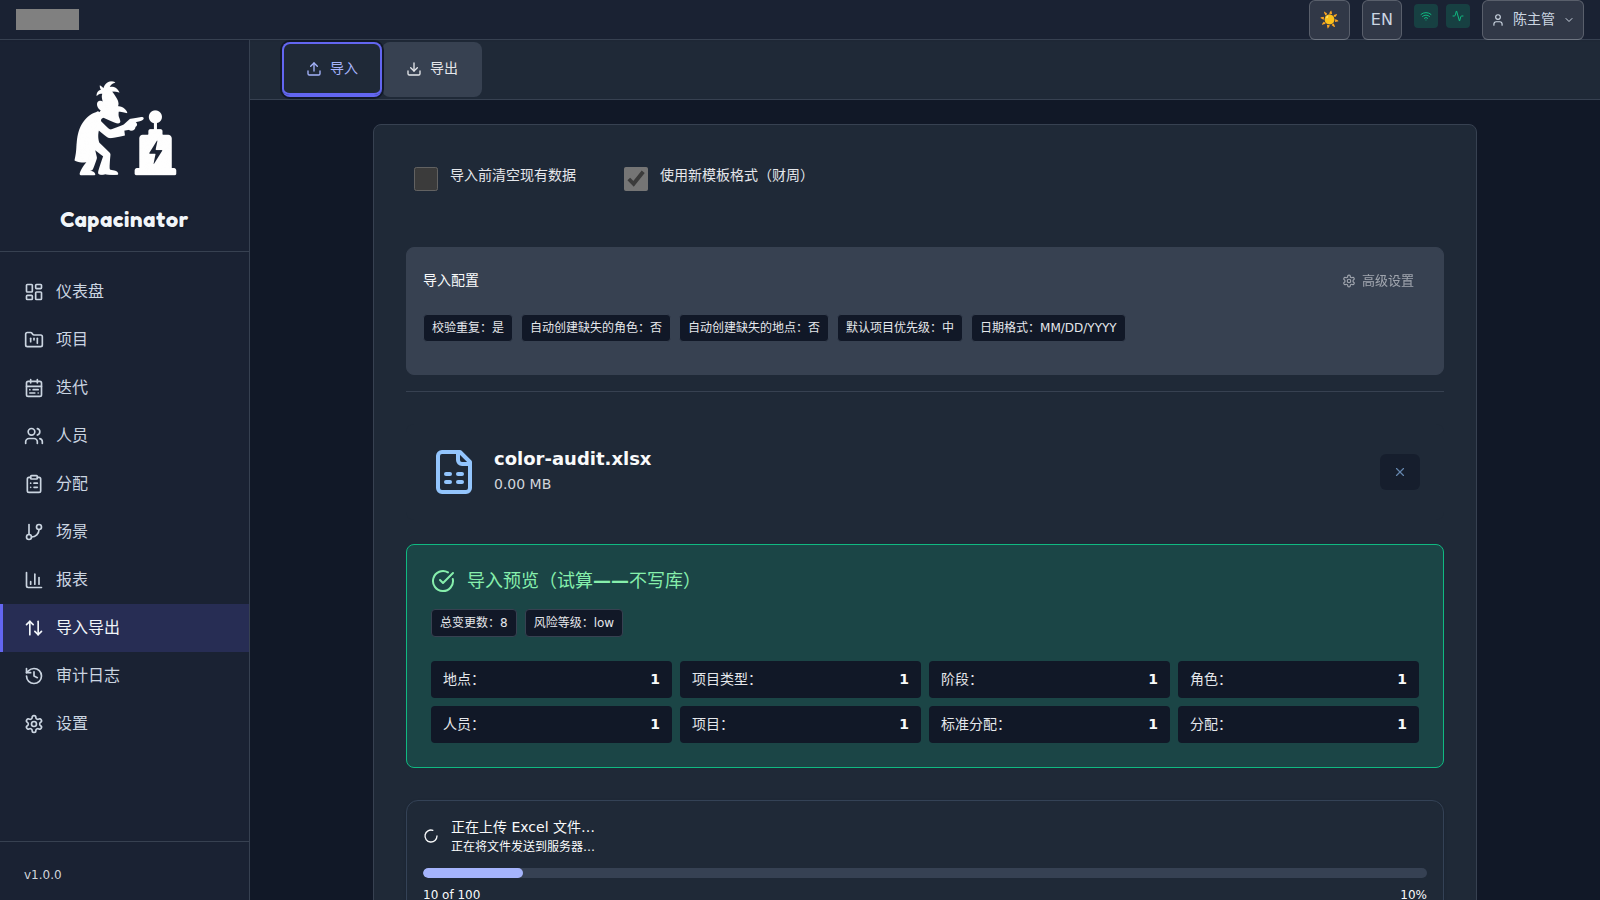 EN
陈主管
导入
导出
Capacinator
仪表盘
项目
迭代
人员
分配
场景
报表
导入导出
审计日志
设置
v1.0.0
导入前清空现有数据
使用新模板格式（财周）
导入配置
高级设置
校验重复：是
自动创建缺失的角色：否
自动创建缺失的地点：否
默认项目优先级：中
日期格式：MM/DD/YYYY
color-audit.xlsx
0.00 MB
导入预览（试算——不写库）
总变更数：8
风险等级：low
地点： 1
项目类型： 1
阶段： 1
角色： 1
人员： 1
项目： 1
标准分配： 1
分配： 1
正在上传 Excel 文件...
正在将文件发送到服务器...
10 of 100
10%